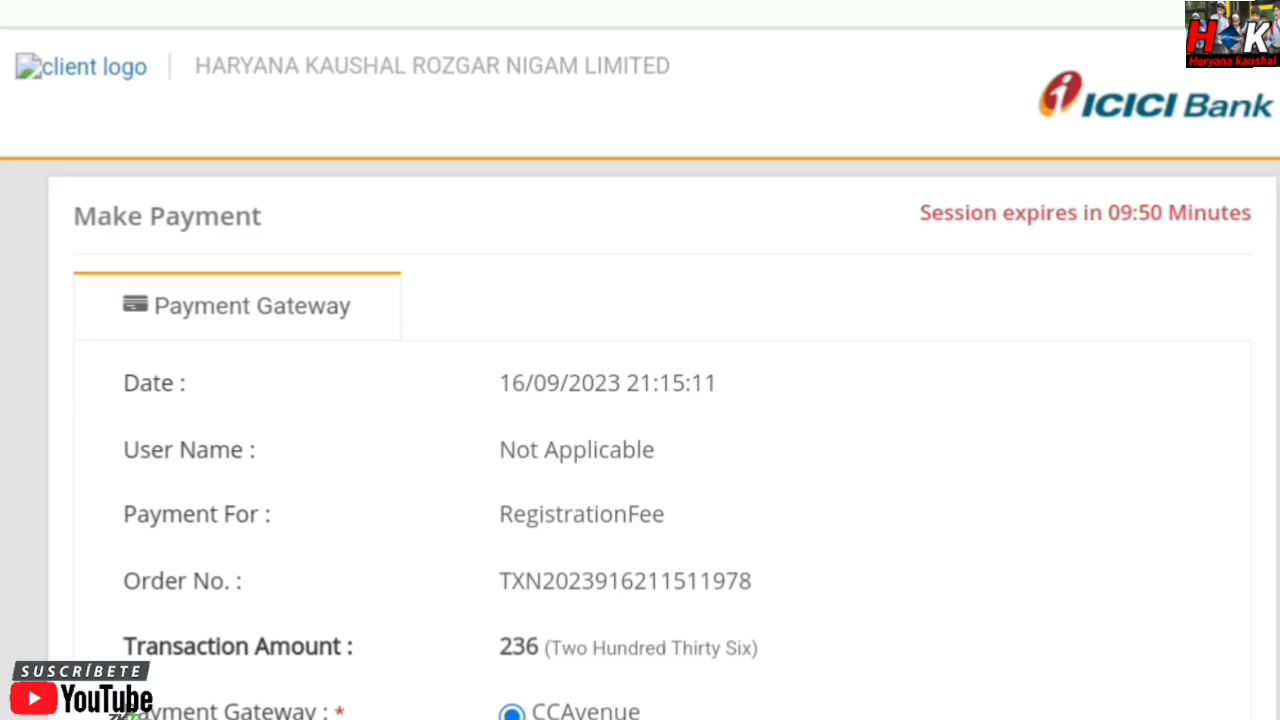 client logo
HARYANA KAUSHAL ROZGAR NIGAM LIMITED
H K
Haryana kaushal
ICICI Bank
Make Payment
Session expires in 09:50 Minutes
Payment Gateway
Date : 16/09/2023 21:15:11
User Name : Not Applicable
Payment For : RegistrationFee
Order No. : TXN2023916211511978
Transaction Amount : 236 (Two Hundred Thirty Six)
SUSCRÍBETE
YouTube
ayment Gateway : * CCAvenue